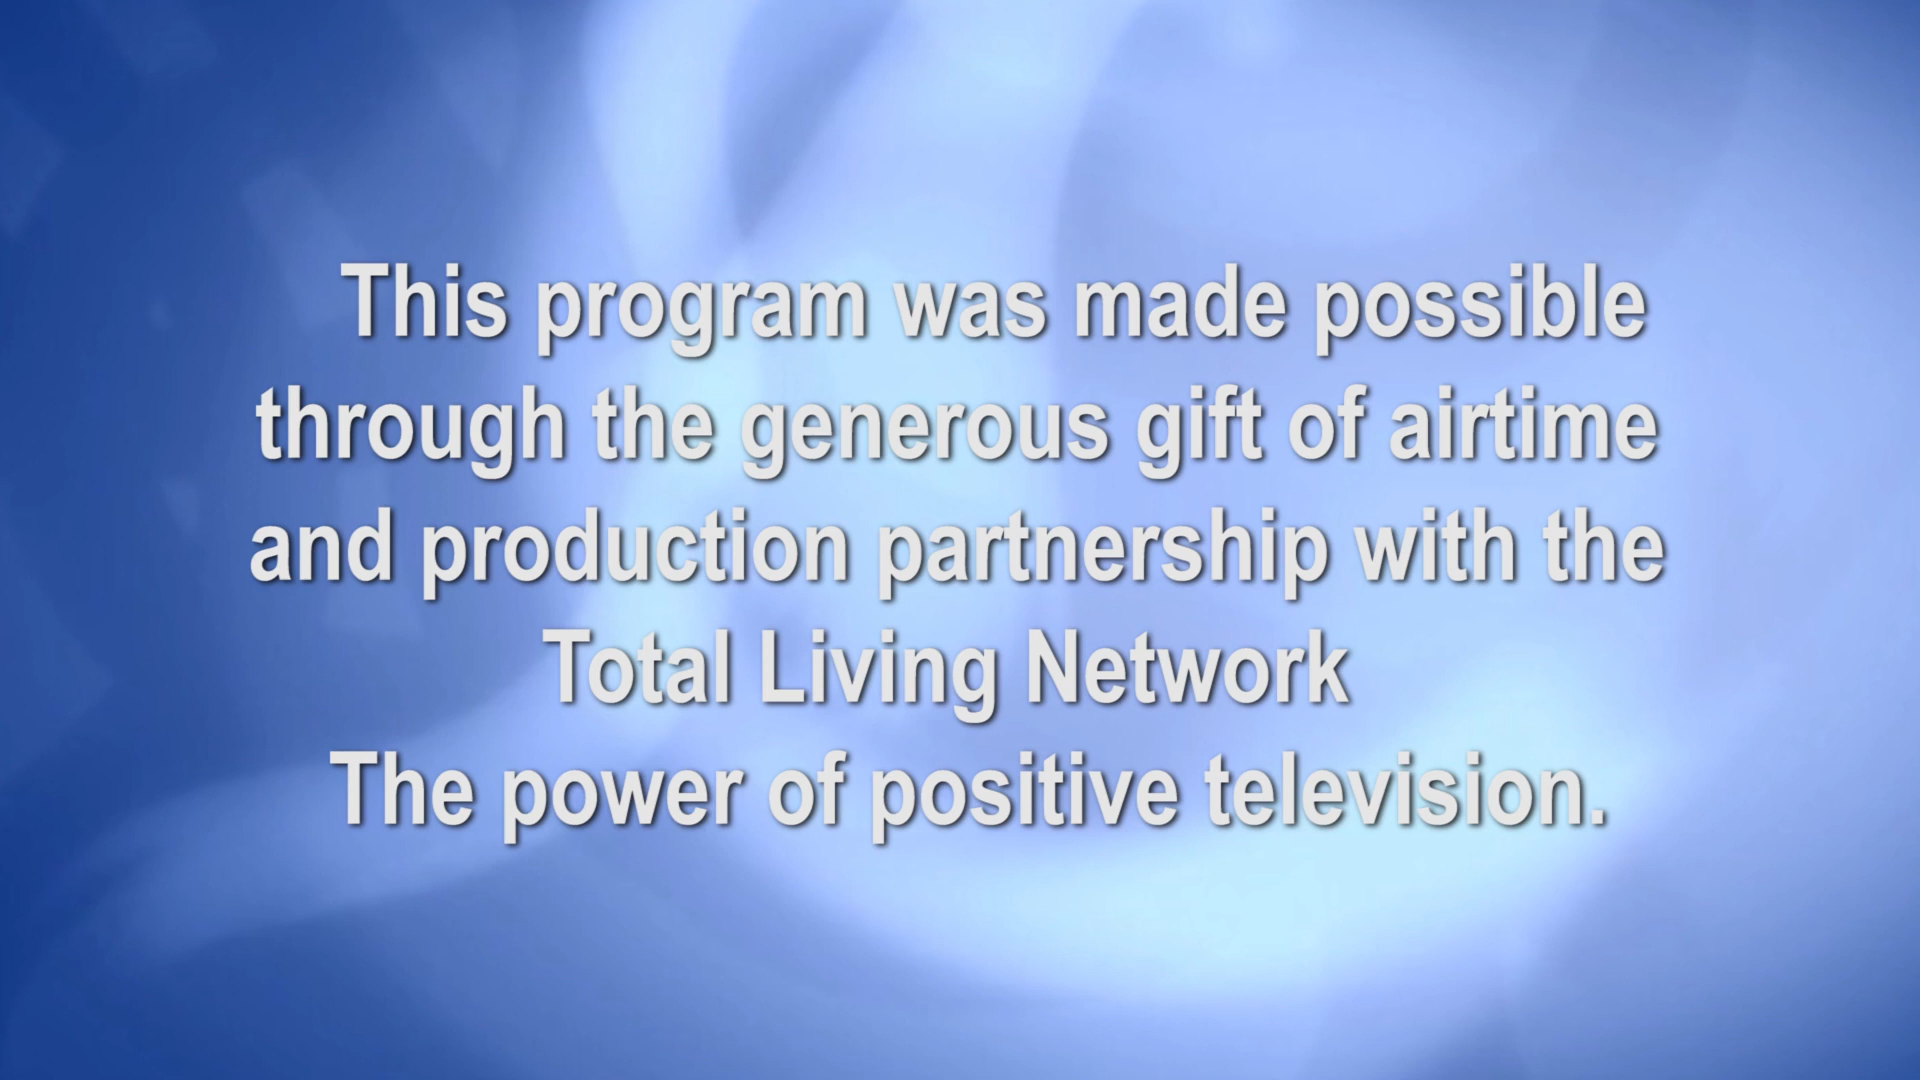 This program was made possible
through the generous gift of airtime
and production partnership with the
Total Living Network
The power of positive television.